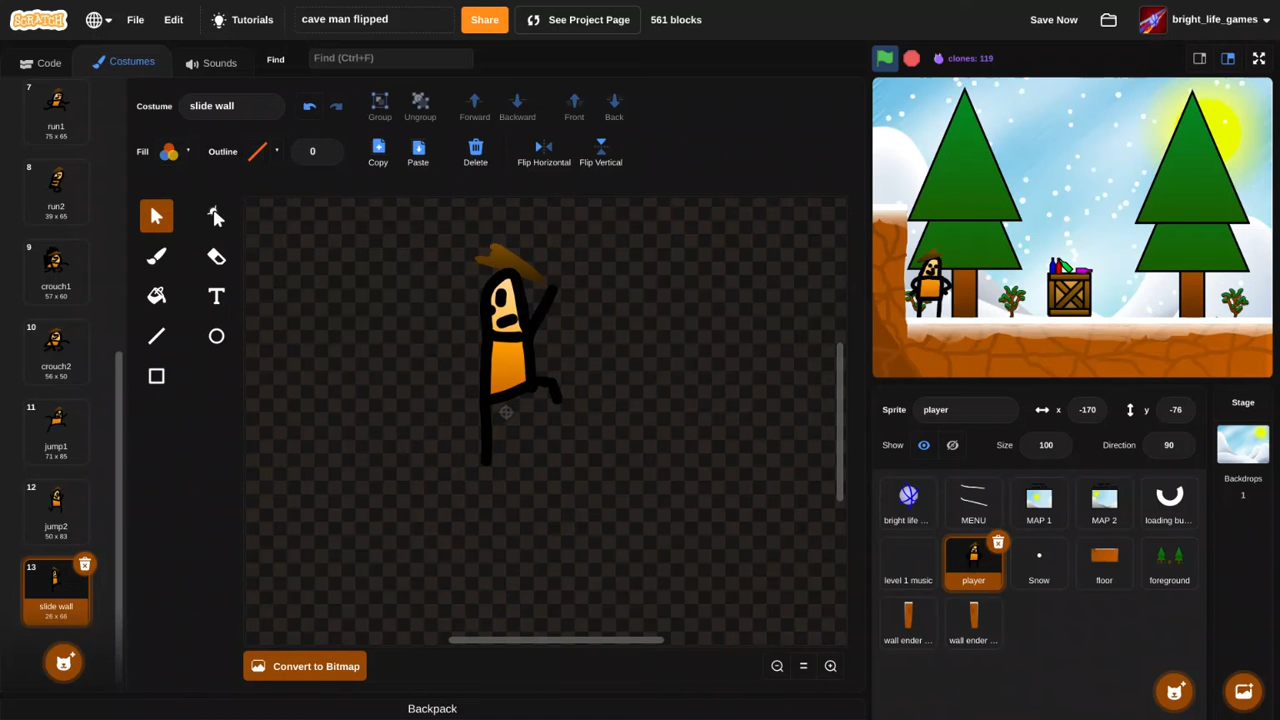 SCRATCH
File
Edit
Tutorials
cave man flipped
Share
See Project Page
561 blocks
Save Now
bright_life_games
Code
Costumes
Sounds
Find
Find (Ctrl+F)
clones: 119
7
run1
75 x 65
8
run2
39 x 65
9
crouch1
57 x 60
10
crouch2
56 x 50
11
jump1
71 x 85
12
jump2
50 x 83
13
slide wall
26 x 66
Costume
slide wall
Group
Ungroup
Forward
Backward
Front
Back
Fill
Outline
0
Copy
Paste
Delete
Flip Horizontal
Flip Vertical
T
Convert to Bitmap
Backpack
Sprite
player
x
-170
y
-76
Show
Size
100
Direction
90
bright life ...
MENU
MAP 1
MAP 2
loading bu...
level 1 music
player
Snow
floor
foreground
wall ender ...
wall ender ...
Stage
Backdrops
1